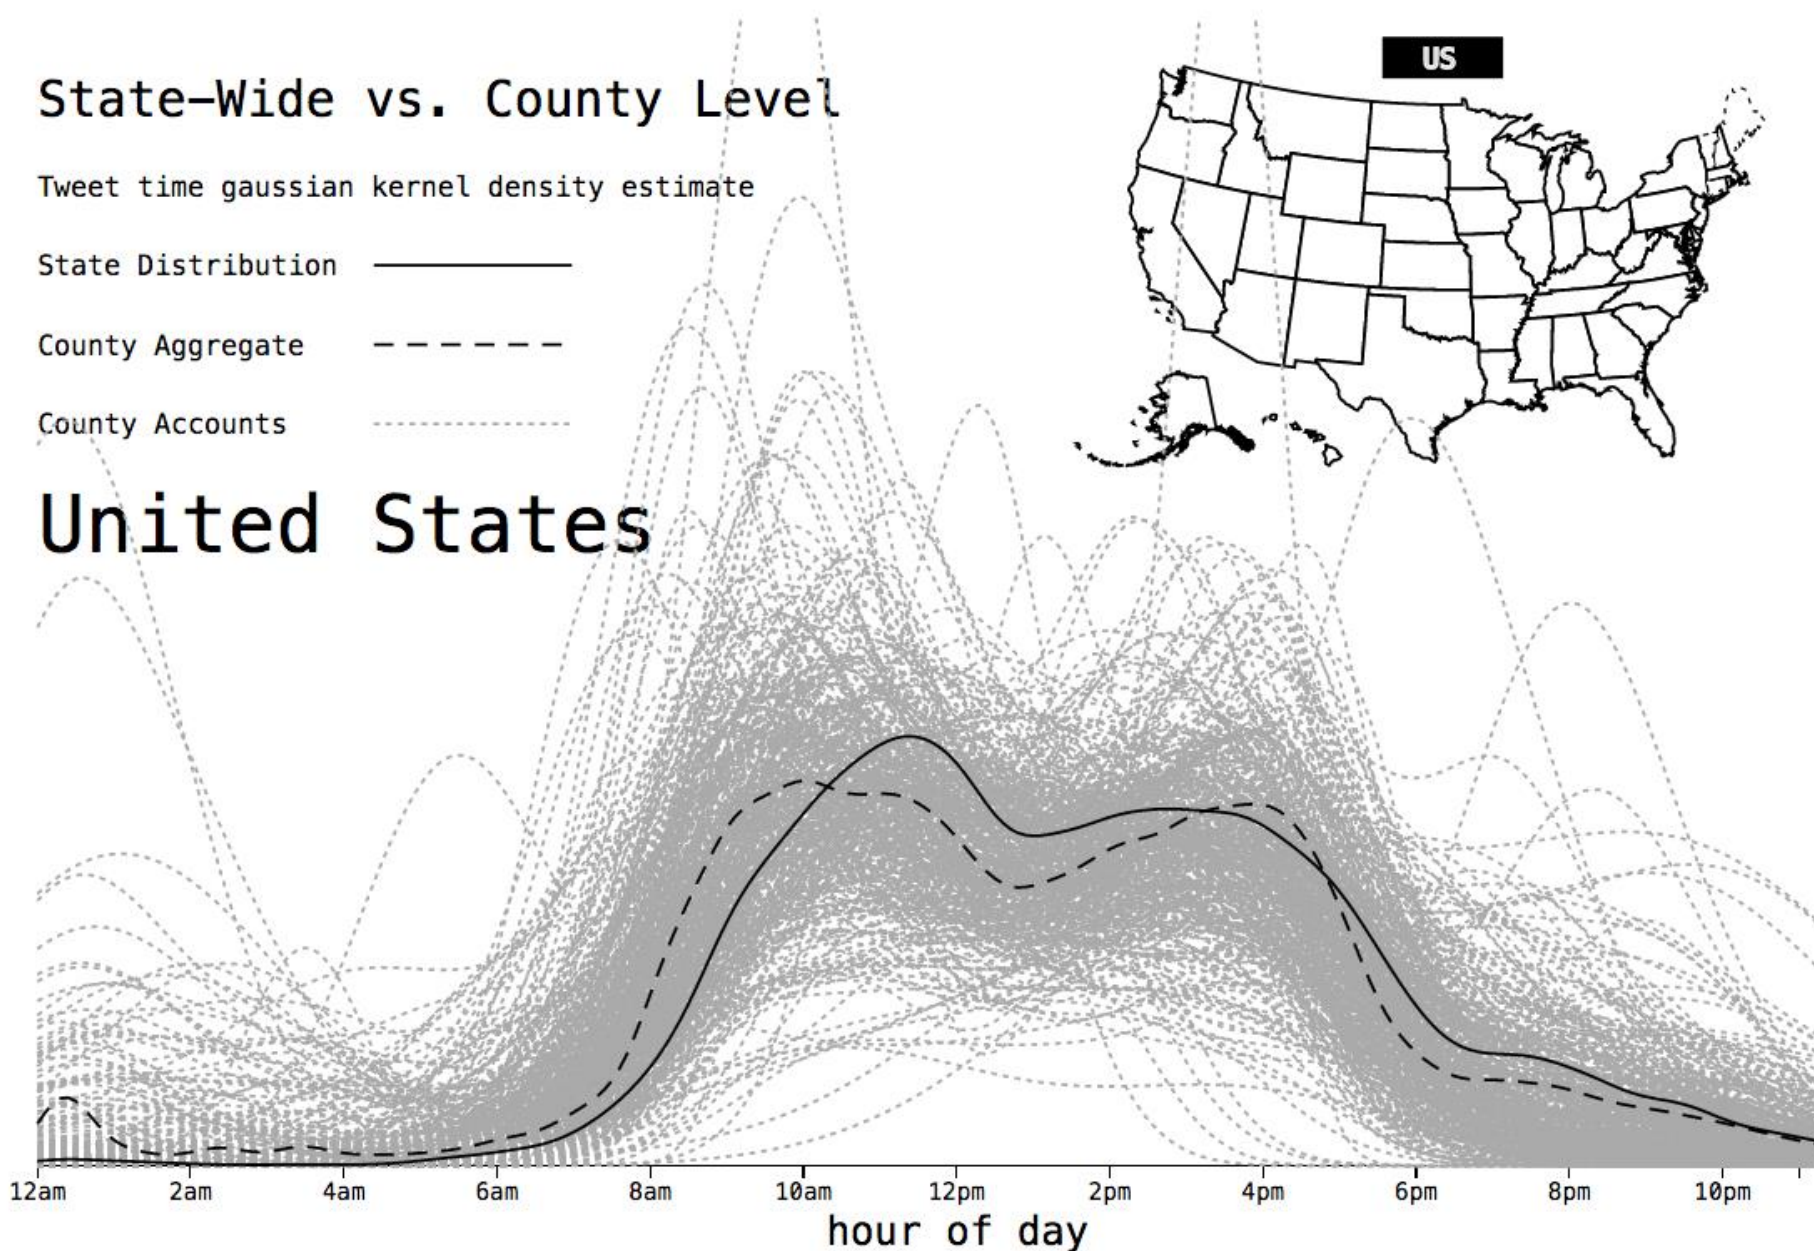 US
State-Wide vs. County Level
Tweet time gaussian kernel density estimate
State Distribution
County Aggregate
County Accounts
United States
12am 2am 4am 6am 8am 10am 12pm 2pm 4pm 6pm 8pm 10pm
hour of day